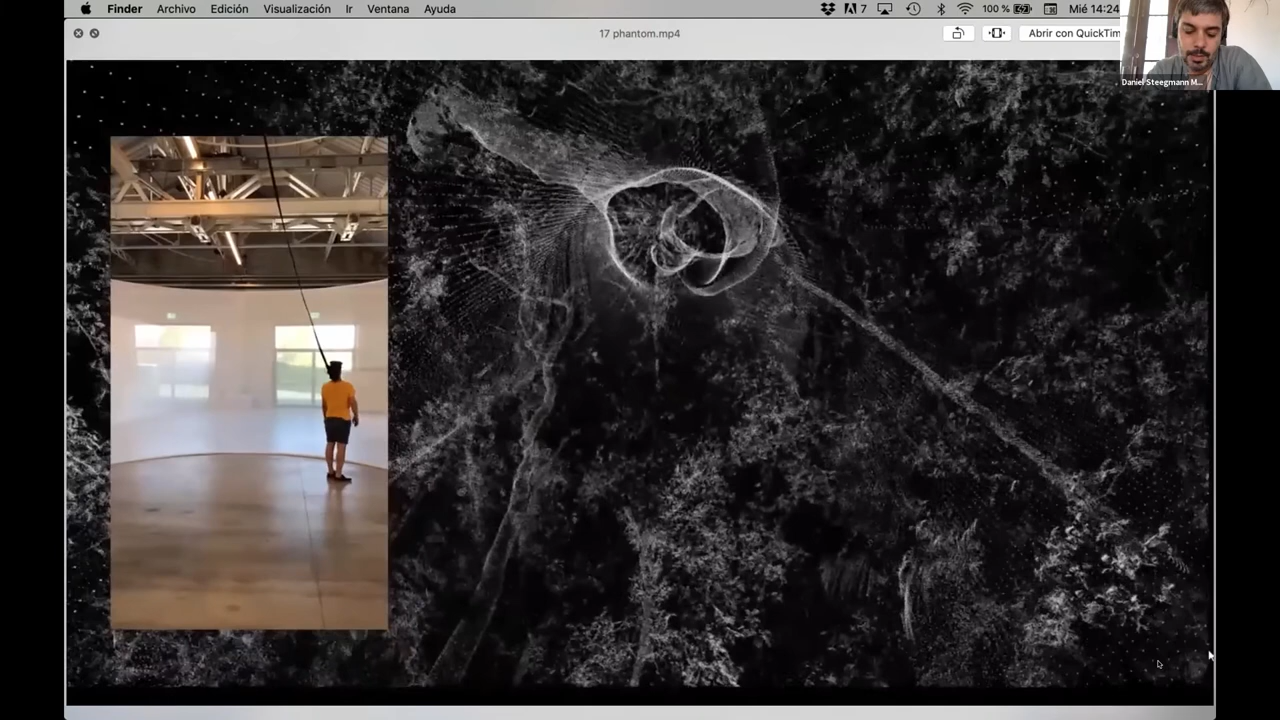 Finder Archivo Edición Visualización Ir Ventana Ayuda 7 100 % Mié 14:24
17 phantom.mp4 Abrir con QuickTim
Daniel Steegmann M...